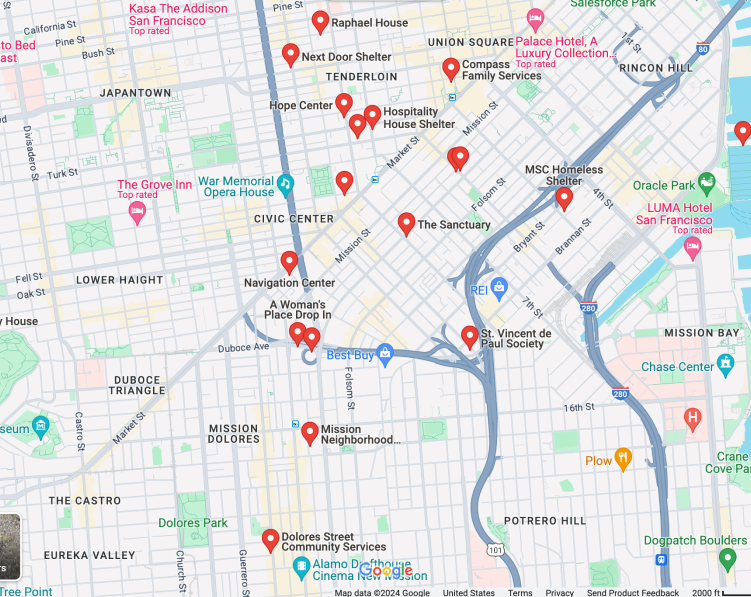 Kasa The Addison
San Francisco
Top rated
California St
Pine St
Pine St
Bush St
to Bed
ast
Raphael House
Next Door Shelter
UNION SQUARE
TENDERLOIN
Salesforce Park
Palace Hotel, A
Luxury Collection...
Top rated
1st St
80
RINCON HILL
Compass
Family Services
JAPANTOWN
Hope Center
Hospitality
House Shelter
Mission St
Market St
Divisadero St
Turk St
The Grove Inn
Top rated
War Memorial
Opera House
CIVIC CENTER
Mission St
The Sanctuary
Folsom St
MSC Homeless
Shelter
4th St
Oracle Park
LUMA Hotel
San Francisco
Top rated
Bryant St
Brannan St
Fell St
Oak St
LOWER HAIGHT
Navigation Center
REI
7th St
280
A Woman's
Place Drop In
y House
Duboce Ave
Best Buy
St. Vincent de
Paul Society
MISSION BAY
Chase Center
DUBOCE
TRIANGLE
Folsom St
280
16th St
H
Castro St
Market St
seum
MISSION
DOLORES
Mission
Neighborhood...
Plow
Crane
Cove Par
THE CASTRO
Dolores Park
POTRERO HILL
Dolores Street
Community Services
101
Dogpatch Boulders
EUREKA VALLEY
Church St
Guerrero S
Alamo Drafthouse
Cinema New Mission
Google
rs
Tree Point
Map data ©2024 Google United States Terms Privacy Send Product Feedback 2000 ft